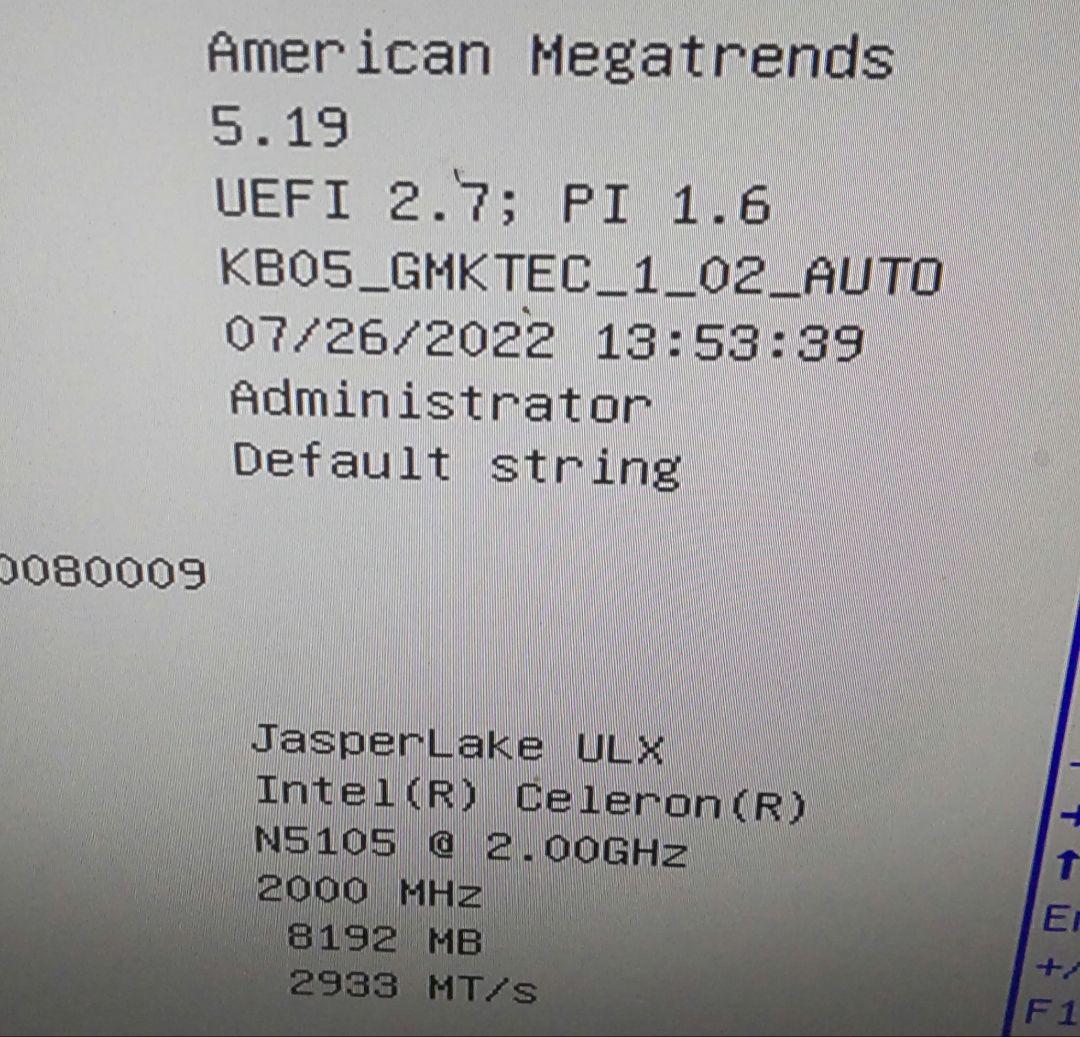 American Megatrends
5.19
UEFI 2.7; PI 1.6
KB05_GMKTEC_1_02_AUTO
07/26/2022 13:53:39
Administrator
Default string
0080009
JasperLake ULX
Intel(R) Celeron(R)
N5105 @ 2.00GHz
2000 MHz
8192 MB
2933 MT/s
+/
F1